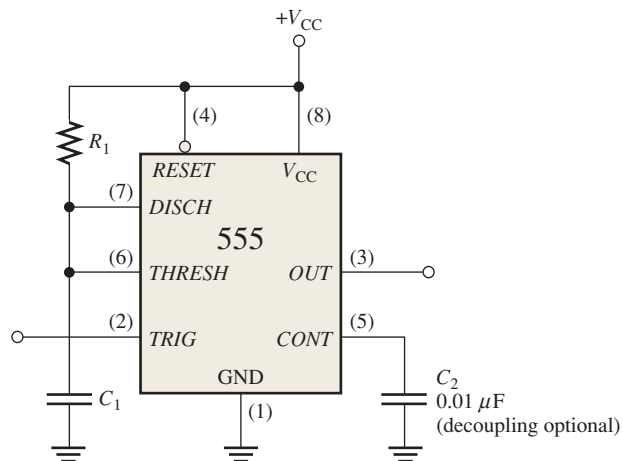 +VCC
(4)
(8)
R1
RESET
VCC
(7)
DISCH
555
(6)
THRESH
OUT
(3)
(2)
TRIG
CONT
(5)
GND
C1
(1)
C2
0.01 μF
(decoupling optional)